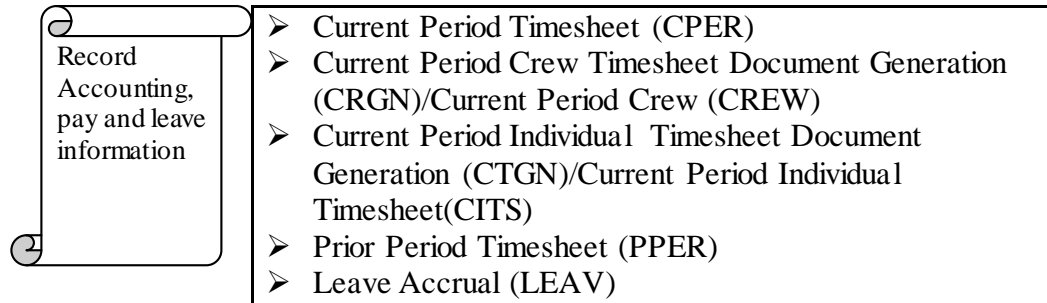 Record
Accounting,
pay and leave
information
➢ Current Period Timesheet (CPER)
➢ Current Period Crew Timesheet Document Generation
(CRGN)/Current Period Crew (CREW)
➢ Current Period Individual Timesheet Document
Generation (CTGN)/Current Period Individual
Timesheet(CITS)
➢ Prior Period Timesheet (PPER)
➢ Leave Accrual (LEAV)